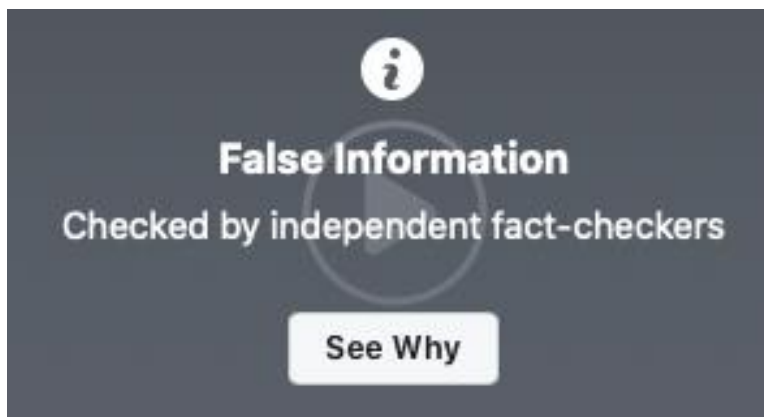 False Information
Checked by independent fact-checkers
See Why